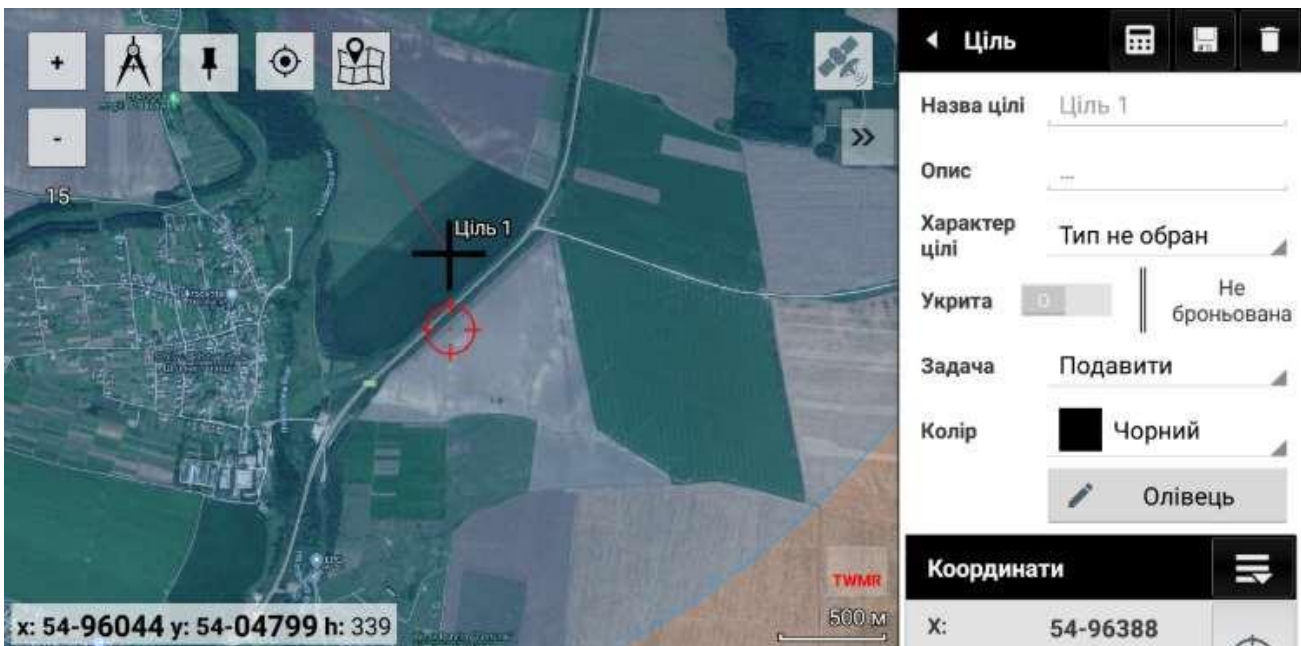 +
-
15
Ціль 1
»
TWMR
500 м
x: 54-96044 y: 54-04799 h: 339
Ціль
Назва цілі Ціль 1
Опис ...
Характер
цілі
Тип не обран
Укрита 0
Не
броньована
Задача Подавити
Колір Чорний
Олівець
Координати
X: 54-96388